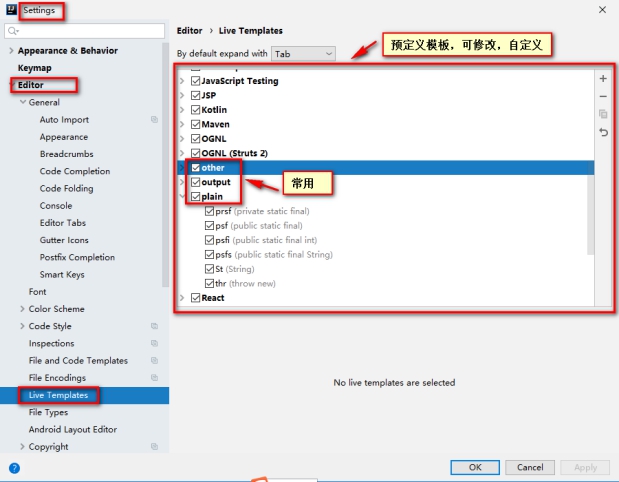 Settings
Appearance & Behavior
Keymap
Editor
General
Auto Import
Appearance
Breadcrumbs
Code Completion
Code Folding
Console
Editor Tabs
Gutter Icons
Postfix Completion
Smart Keys
Font
Color Scheme
Code Style
Inspections
File and Code Templates
File Encodings
Live Templates
File Types
Android Layout Editor
Copyright
Editor › Live Templates
By default expand with Tab
预定义模板，可修改，自定义
JavaScript Testing
JSP
Kotlin
Maven
OGNL
OGNL (Struts 2)
other
output
常用
plain
prsf (private static final)
psf (public static final)
psfi (public static final int)
psfs (public static final String)
St (String)
thr (throw new)
React
No live templates are selected
?
OK Cancel Apply